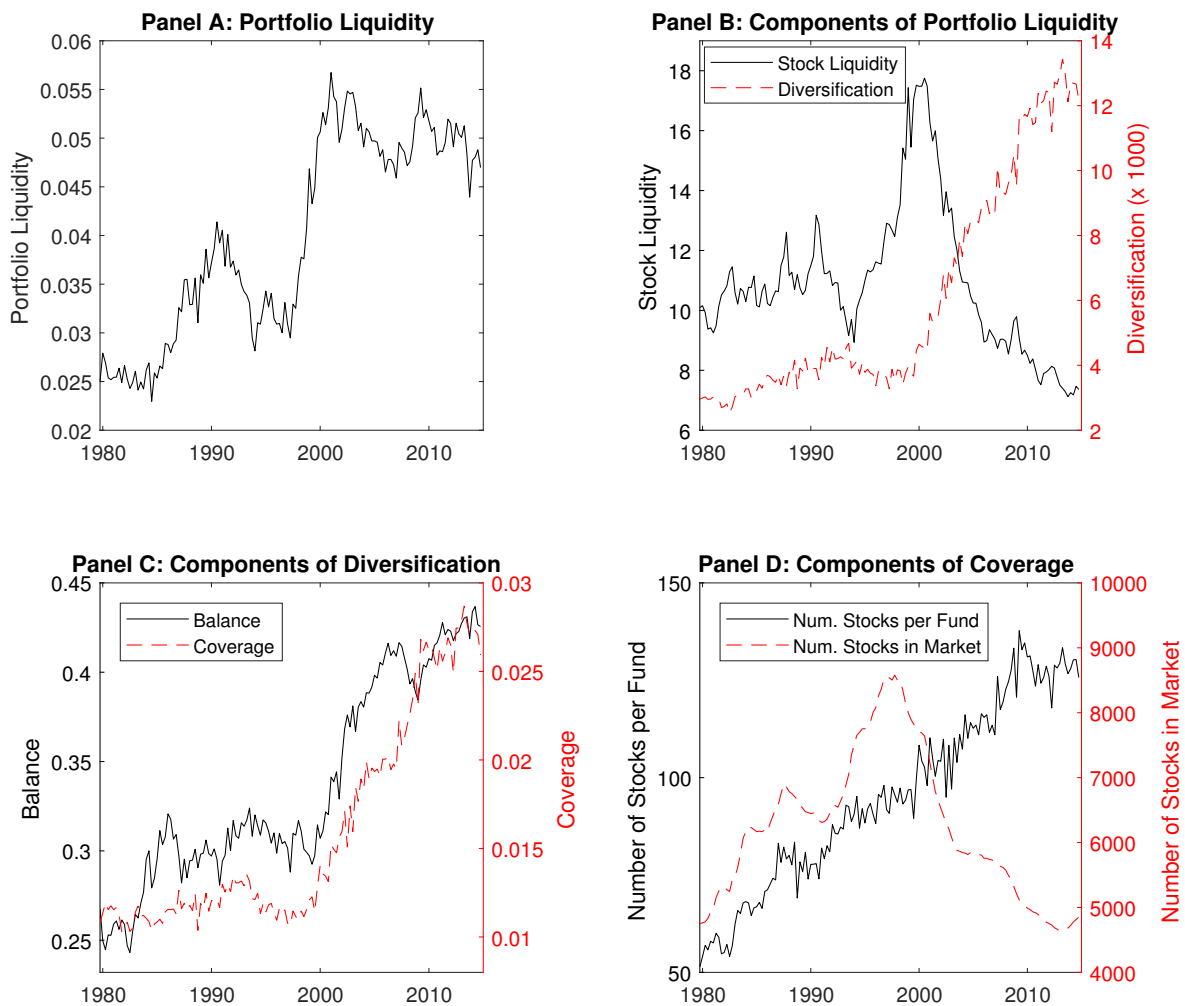 Panel A: Portfolio Liquidity
0.06
0.055
0.05
0.045
0.04
0.035
0.03
0.025
0.02
Portfolio Liquidity
1980 1990 2000 2010
Panel B: Components of Portfolio Liquidity
Stock Liquidity
Diversification
18
16
14
12
10
8
6
Stock Liquidity
14
12
10
8
6
4
2
Diversification (x 1000)
1980 1990 2000 2010
Panel C: Components of Diversification
Balance
Coverage
0.45
0.4
0.35
0.3
0.25
Balance
0.03
0.025
0.02
0.015
0.01
Coverage
1980 1990 2000 2010
Panel D: Components of Coverage
Num. Stocks per Fund
Num. Stocks in Market
150
100
50
Number of Stocks per Fund
10000
9000
8000
7000
6000
5000
4000
Number of Stocks in Market
1980 1990 2000 2010